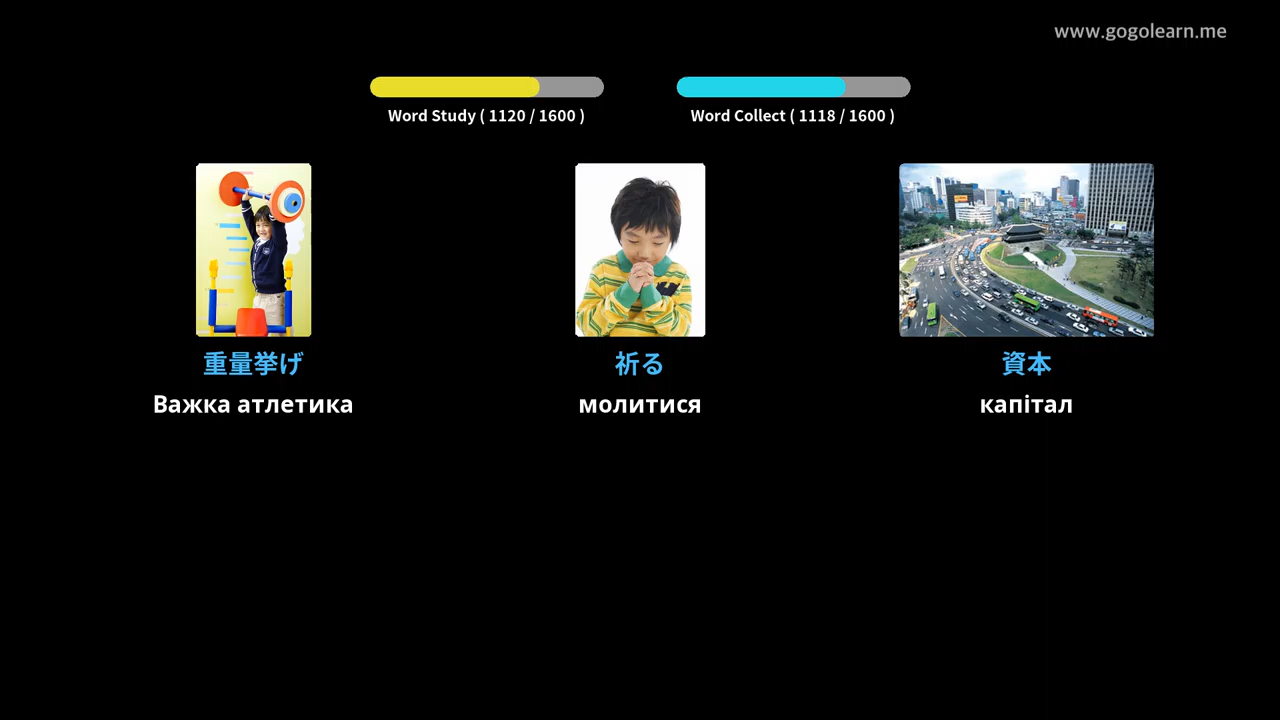 www.gogolearn.me
Word Study ( 1120 / 1600 )
Word Collect ( 1118 / 1600 )
重量挙げ
祈る
資本
Важка атлетика
молитися
капітал